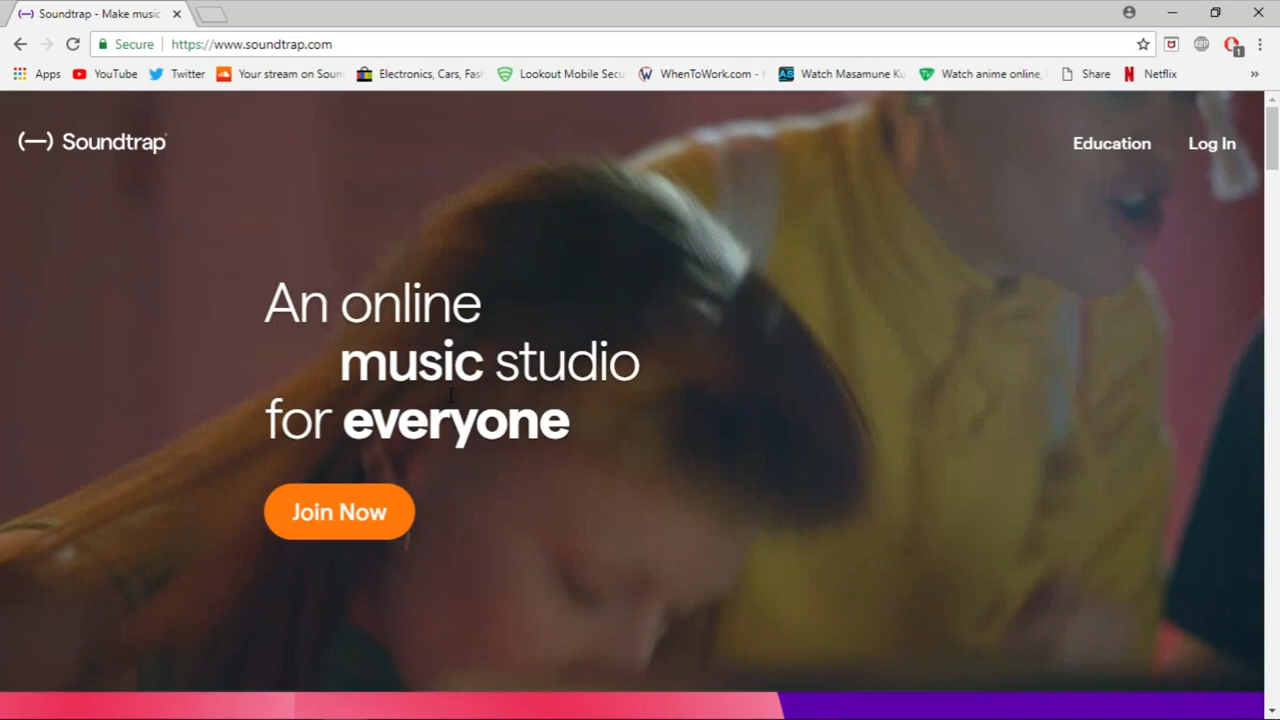 Soundtrap - Make music
Secure https://www.soundtrap.com
Apps YouTube Twitter Your stream on Soun Electronics, Cars, Fas Lookout Mobile Secu WhenToWork.com - Watch Masamune Ku Watch anime online, Share Netflix »
(—) Soundtrap Education Log In
An online
music studio
for everyone
Join Now